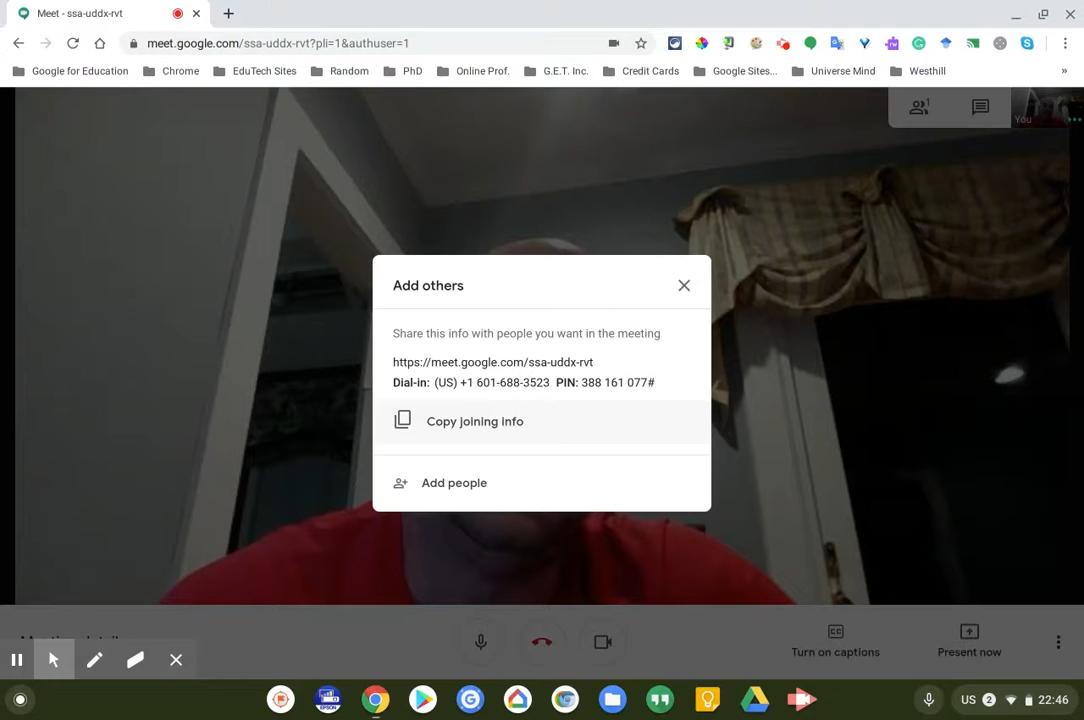 Meet - ssa-uddx-rvt
meet.google.com/ssa-uddx-rvt?pli=1&authuser=1
Google for Education Chrome EduTech Sites Random PhD Online Prof. G.E.T. Inc. Credit Cards Google Sites... Universe Mind Westhill »
1
You
Add others
Share this info with people you want in the meeting
https://meet.google.com/ssa-uddx-rvt
Dial-in: (US) +1 601-688-3523 PIN: 388 161 077#
Copy joining info
Add people
CC
Turn on captions Present now
EPSON
US 2 22:46